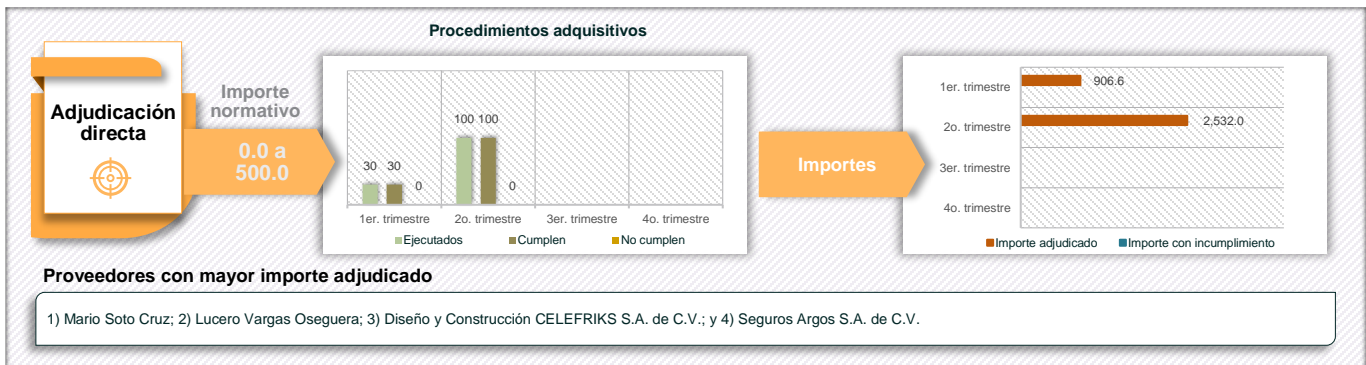 Procedimientos adquisitivos
Adjudicación
directa
Importe
normativo
0.0 a
500.0
30 30 0
100 100 0
1er. trimestre 2o. trimestre 3er. trimestre 4o. trimestre
Ejecutados Cumplen No cumplen
Importes
1er. trimestre 906.6
2o. trimestre 2,532.0
3er. trimestre
4o. trimestre
Importe adjudicado Importe con incumplimiento
Proveedores con mayor importe adjudicado
1) Mario Soto Cruz; 2) Lucero Vargas Oseguera; 3) Diseño y Construcción CELEFRIKS S.A. de C.V.; y 4) Seguros Argos S.A. de C.V.